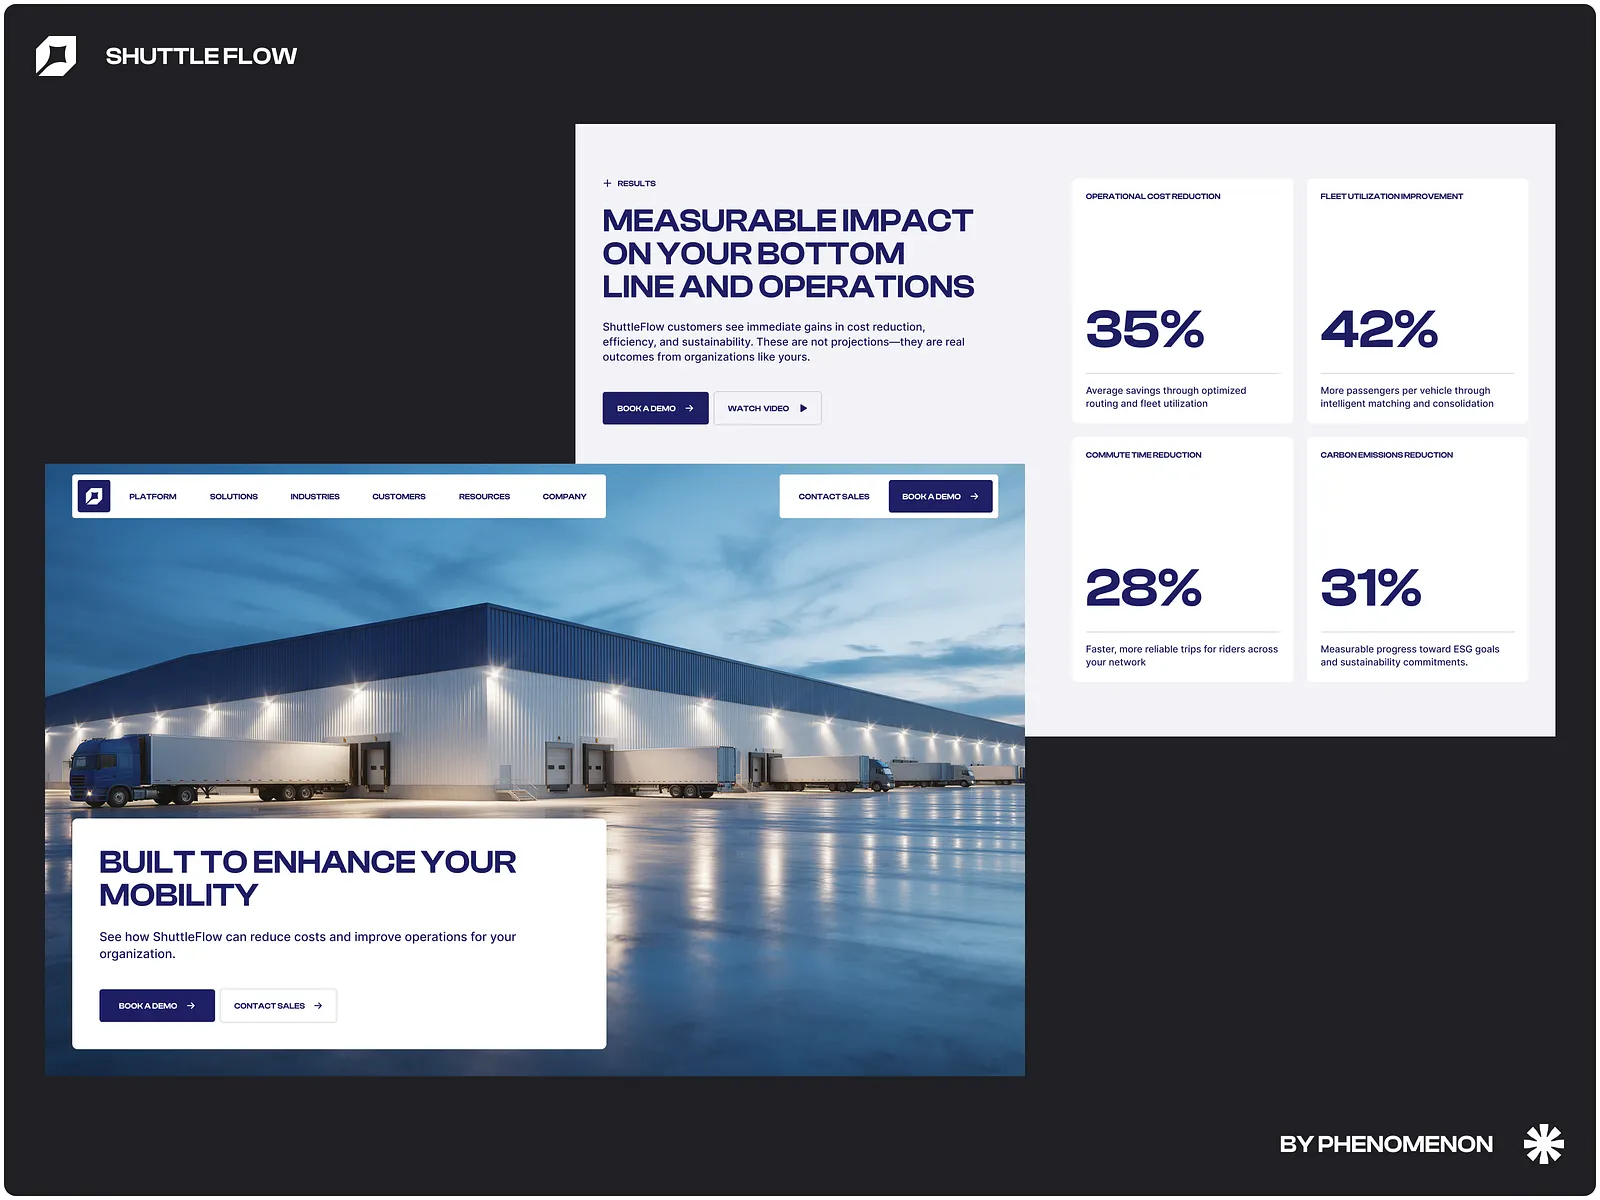 SHUTTLE FLOW
+ RESULTS
MEASURABLE IMPACT
ON YOUR BOTTOM
LINE AND OPERATIONS
ShuttleFlow customers see immediate gains in cost reduction,
efficiency, and sustainability. These are not projections—they are real
outcomes from organizations like yours.
BOOK A DEMO
WATCH VIDEO
OPERATIONAL COST REDUCTION
35%
Average savings through optimized
routing and fleet utilization
FLEET UTILIZATION IMPROVEMENT
42%
More passengers per vehicle through
intelligent matching and consolidation
COMMUTE TIME REDUCTION
28%
Faster, more reliable trips for riders across
your network
CARBON EMISSIONS REDUCTION
31%
Measurable progress toward ESG goals
and sustainability commitments.
PLATFORM SOLUTIONS INDUSTRIES CUSTOMERS RESOURCES COMPANY
CONTACT SALES
BOOK A DEMO
BUILT TO ENHANCE YOUR
MOBILITY
See how ShuttleFlow can reduce costs and improve operations for your
organization.
BOOK A DEMO
CONTACT SALES
BY PHENOMENON